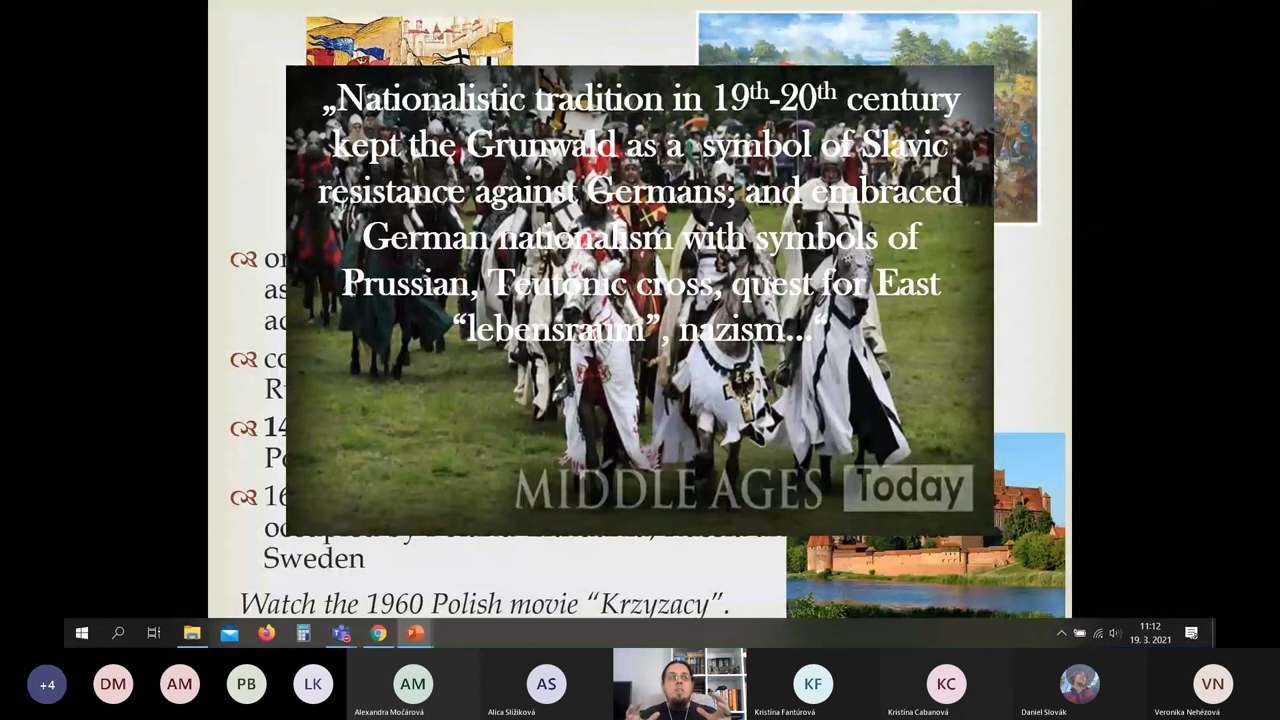 „Nationalistic tradition in 19th-20th century
kept the Grunwald as a symbol of Slavic
resistance against Germans; and embraced
German nationalism with symbols of
Prussian, Teutonic cross, quest for East
“lebensraum”, nazism...“
MIDDLE AGES Today
Sweden
Watch the 1960 Polish movie “Krzyzacy”.
11:12
19. 3. 2021
+4
DM
AM
PB
LK
AM
Alexandra Močárová
AS
Alica Slížiková
KF
Kristína Fantúrová
KC
Kristína Cabanová
Daniel Slovák
VN
Veronika Nehézová